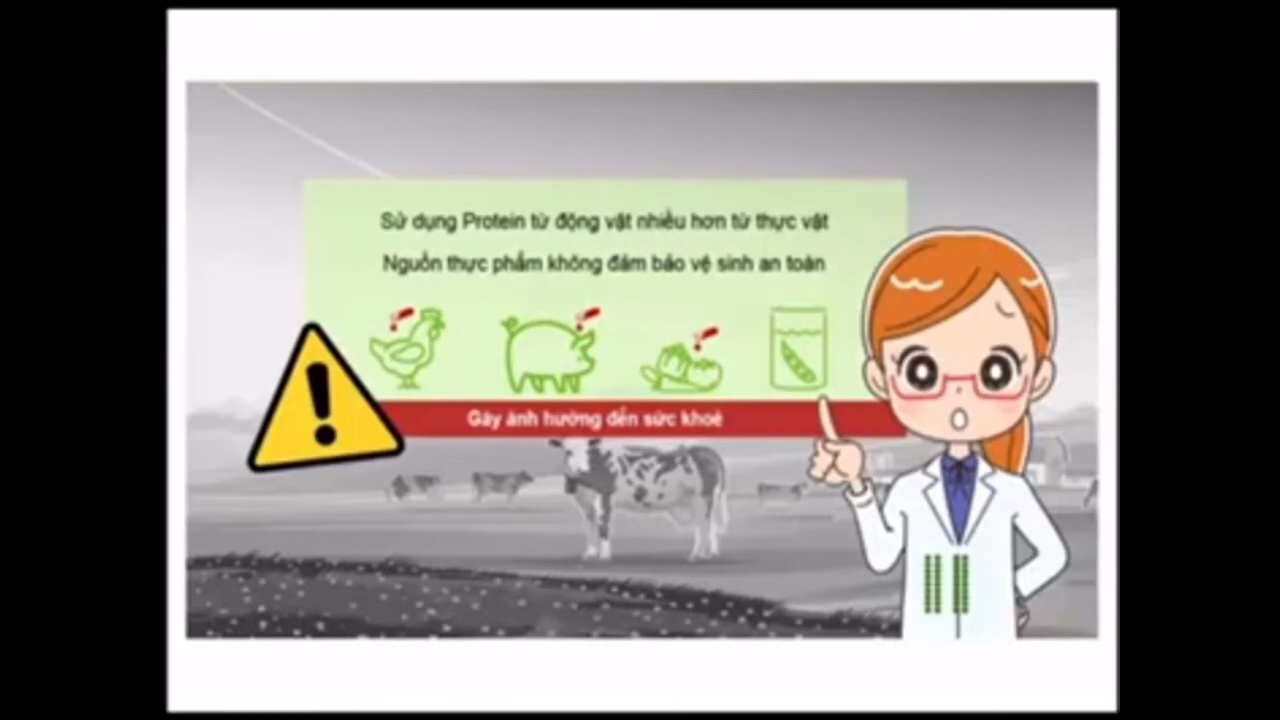 Sử dụng Protein từ động vật nhiều hơn từ thực vật
Nguồn thực phẩm không đảm bảo vệ sinh an toàn
Gây ảnh hưởng đến sức khoẻ